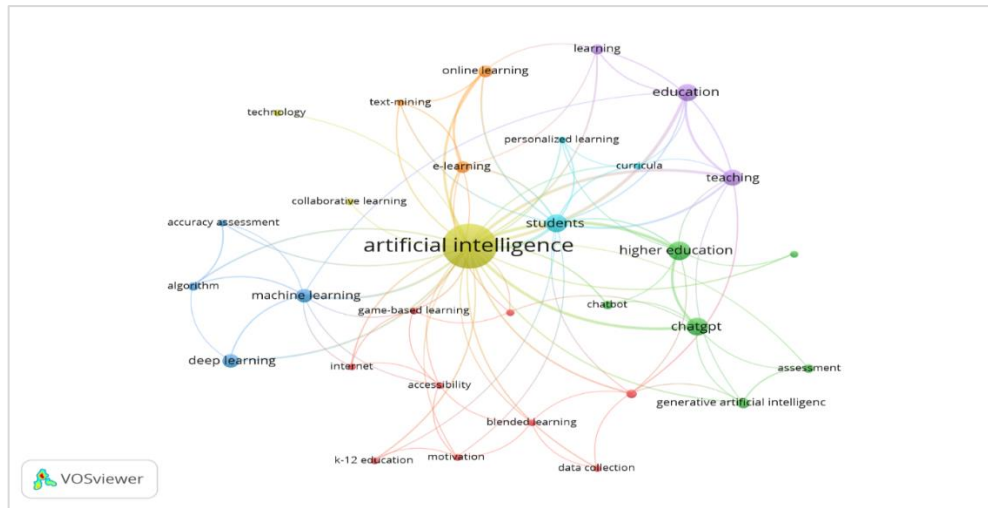 learning
online learning
education
text-mining
technology
personalized learning
e-learning
curricula
teaching
collaborative learning
accuracy assessment
students
artificial intelligence
higher education
algorithm
machine learning
game-based learning
chatbot
chatgpt
deep learning
internet
assessment
accessibility
generative artificial intelligenc
blended learning
k-12 education
motivation
data collection
VOSviewer